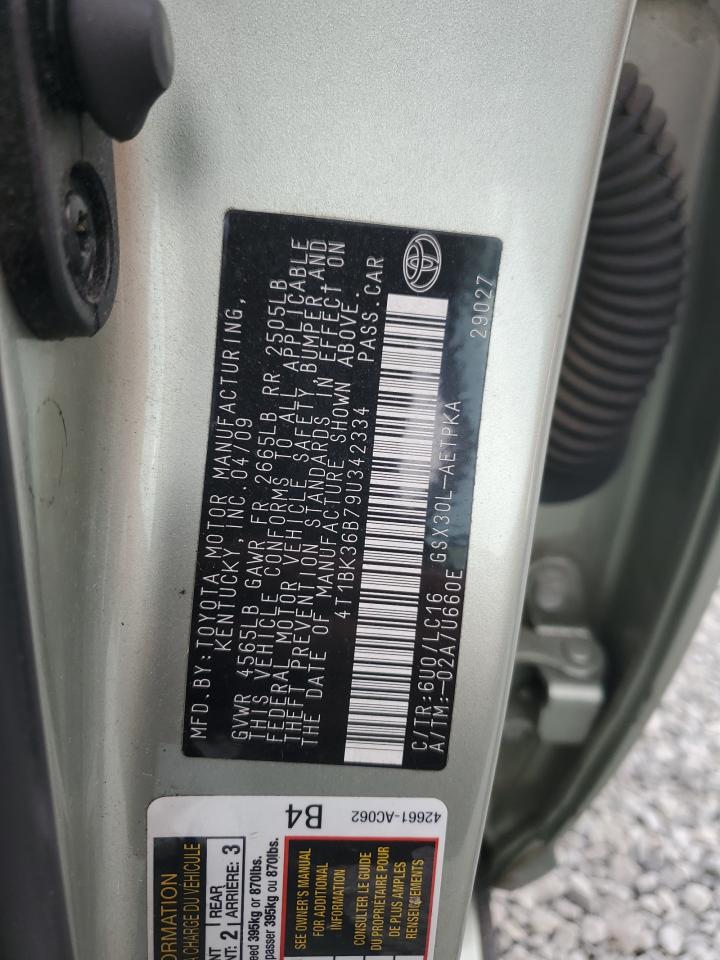 MFD. BY: TOYOTA MOTOR MANUFACTURING,
KENTUCKY, INC. 04/09
GVWR 4565LB GAWR FR 2665LB RR 2505LB
THIS VEHICLE CONFORMS TO ALL APPLICABLE
FEDERAL MOTOR VEHICLE SAFETY, BUMPER AND
THEFT PREVENTION STANDARDS IN EFFECT ON
THE DATE OF MANUFACTURE SHOWN ABOVE.
4T1BK36B79U342334 PASS. CAR
C/TR:6U0/LC16 GSX30L-AETPKA
A/TM:-02A/U660E 29027
ORMATION
A CHARGE DU VÉHICULE
NT REAR
NT: 2 ARRIÈRE: 3
eed 395kg or 870lbs.
passer 395kg ou 870lbs.
B4
42661-AC062
SEE OWNER'S MANUAL
FOR ADDITIONAL
INFORMATION
CONSULTER LE GUIDE
DU PROPRIÉTAIRE POUR
DE PLUS AMPLES
RENSEIGNEMENTS